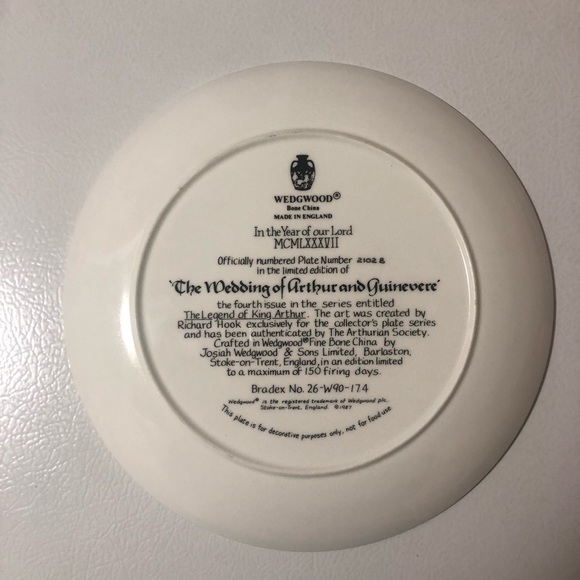 WEDGWOOD®
Bone China
MADE IN ENGLAND
In the Year of our Lord
MCMLXXXVII
Officially numbered Plate Number 2102 B
in the limited edition of
'The Wedding of Arthur and Guinevere'
the fourth issue in the series entitled
The Legend of King Arthur. The art was created by
Richard Hook exclusively for the collector's plate series
and has been authenticated by The Arthurian Society.
Crafted in Wedgwood® Fine Bone China by
Josiah Wedgwood & Sons Limited, Barlaston,
Stoke-on-Trent, England, in an edition limited
to a maximum of 150 firing days.
Bradex No. 26-W90-17.4
Wedgwood® is the registered trademark of Wedgwood plc,
Stoke-on-Trent, England. ©1987
This plate is for decorative purposes only, not for food use